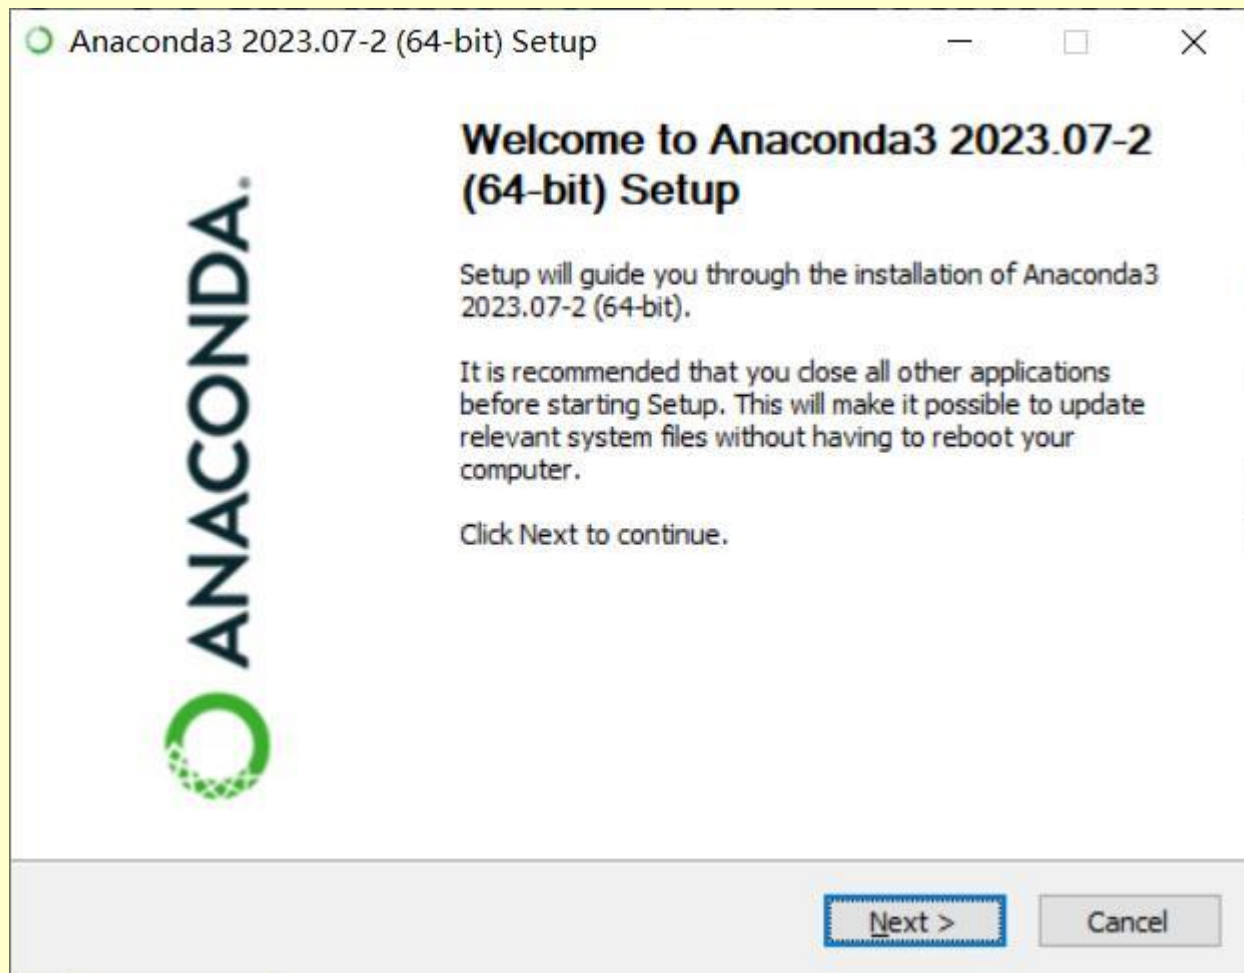 Anaconda3 2023.07-2 (64-bit) Setup
Welcome to Anaconda3 2023.07-2
(64-bit) Setup
ANACONDA.
Setup will guide you through the installation of Anaconda3
2023.07-2 (64-bit).
It is recommended that you close all other applications
before starting Setup. This will make it possible to update
relevant system files without having to reboot your
computer.
Click Next to continue.
Next >
Cancel